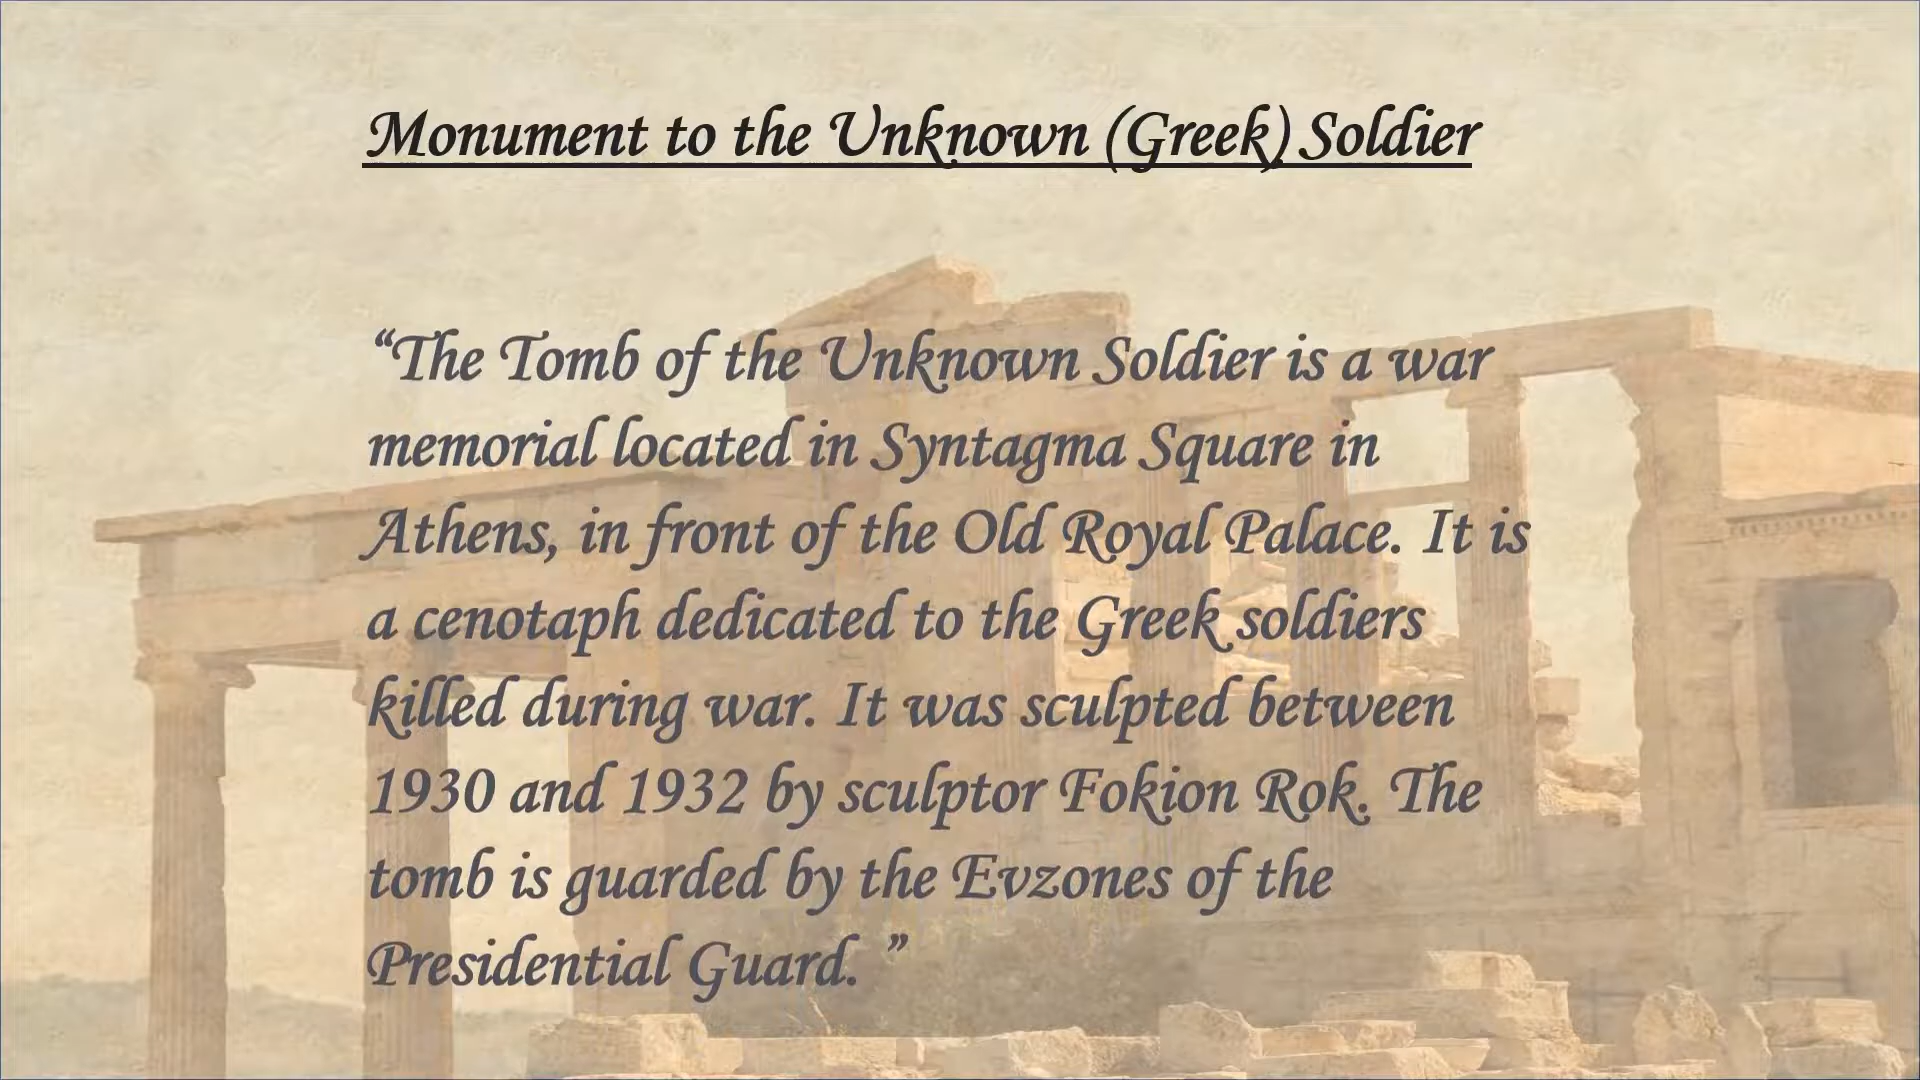 Monument to the Unknown (Greek) Soldier
“The Tomb of the Unknown Soldier is a war
memorial located in Syntagma Square in
Athens, in front of the Old Royal Palace. It is
a cenotaph dedicated to the Greek soldiers
killed during war. It was sculpted between
1930 and 1932 by sculptor Fokion Rok. The
tomb is guarded by the Evzones of the
Presidential Guard. ”